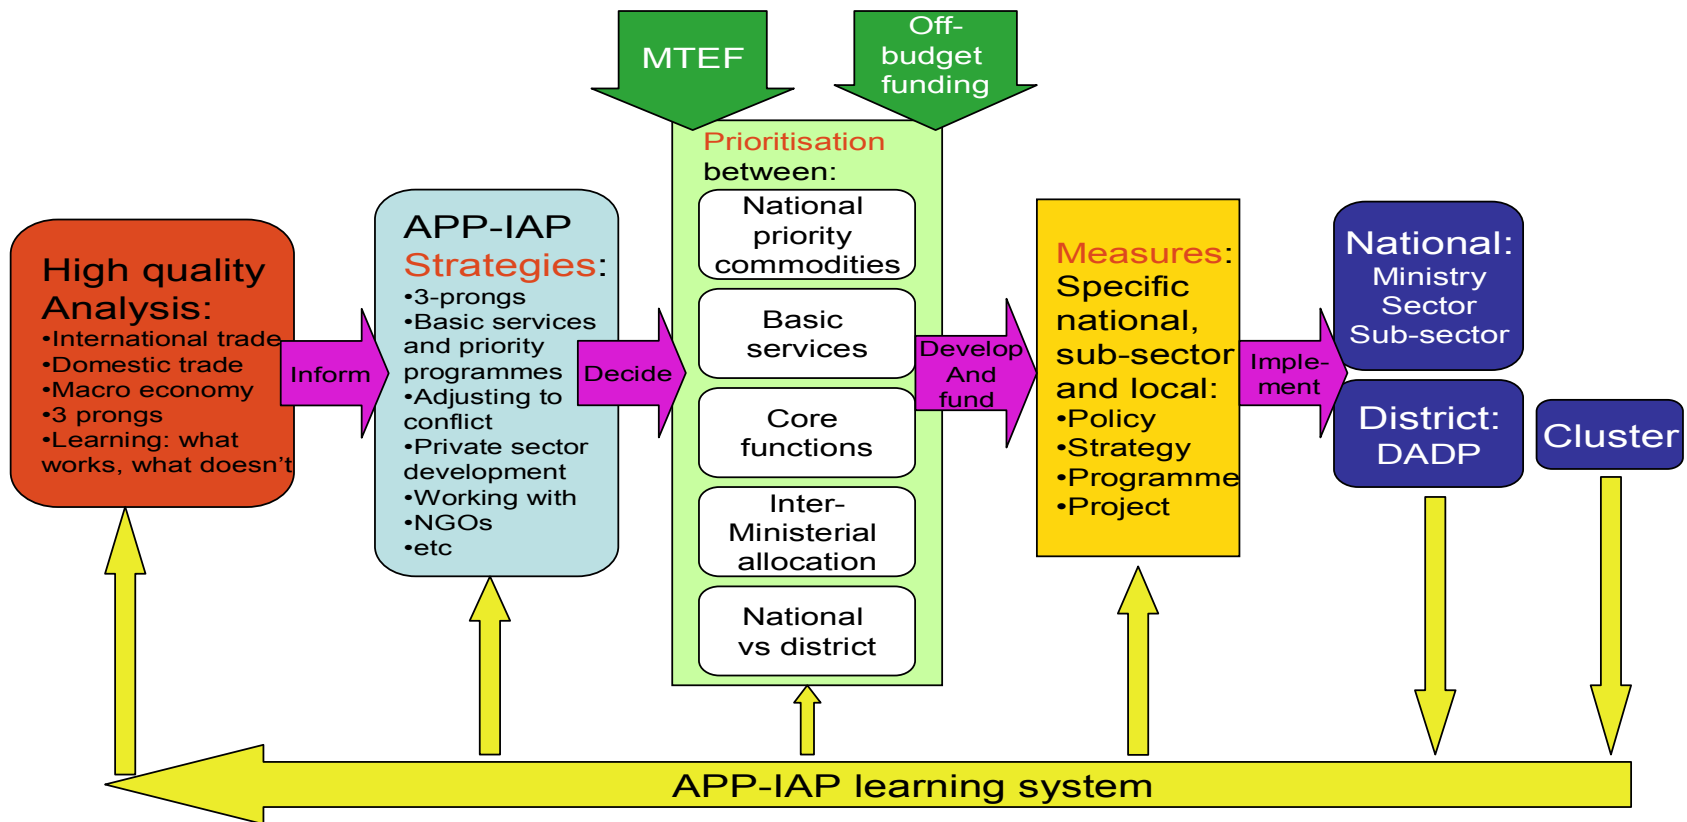 MTEF
Off-
budget
funding
High quality
Analysis:
•International trade
•Domestic trade
•Macro economy
•3 prongs
•Learning: what
works, what doesn't
Inform
APP-IAP
Strategies:
•3-prongs
•Basic services
and priority
programmes
•Adjusting to
conflict
•Private sector
development
•Working with
•NGOs
•etc
Decide
Prioritisation
between:
National
priority
commodities
Basic
services
Core
functions
Inter-
Ministerial
allocation
National
vs district
Develop
And
fund
Measures:
Specific
national,
sub-sector
and local:
•Policy
•Strategy
•Programme
•Project
Imple-
ment
National:
Ministry
Sector
Sub-sector
District:
DADP
Cluster
APP-IAP learning system